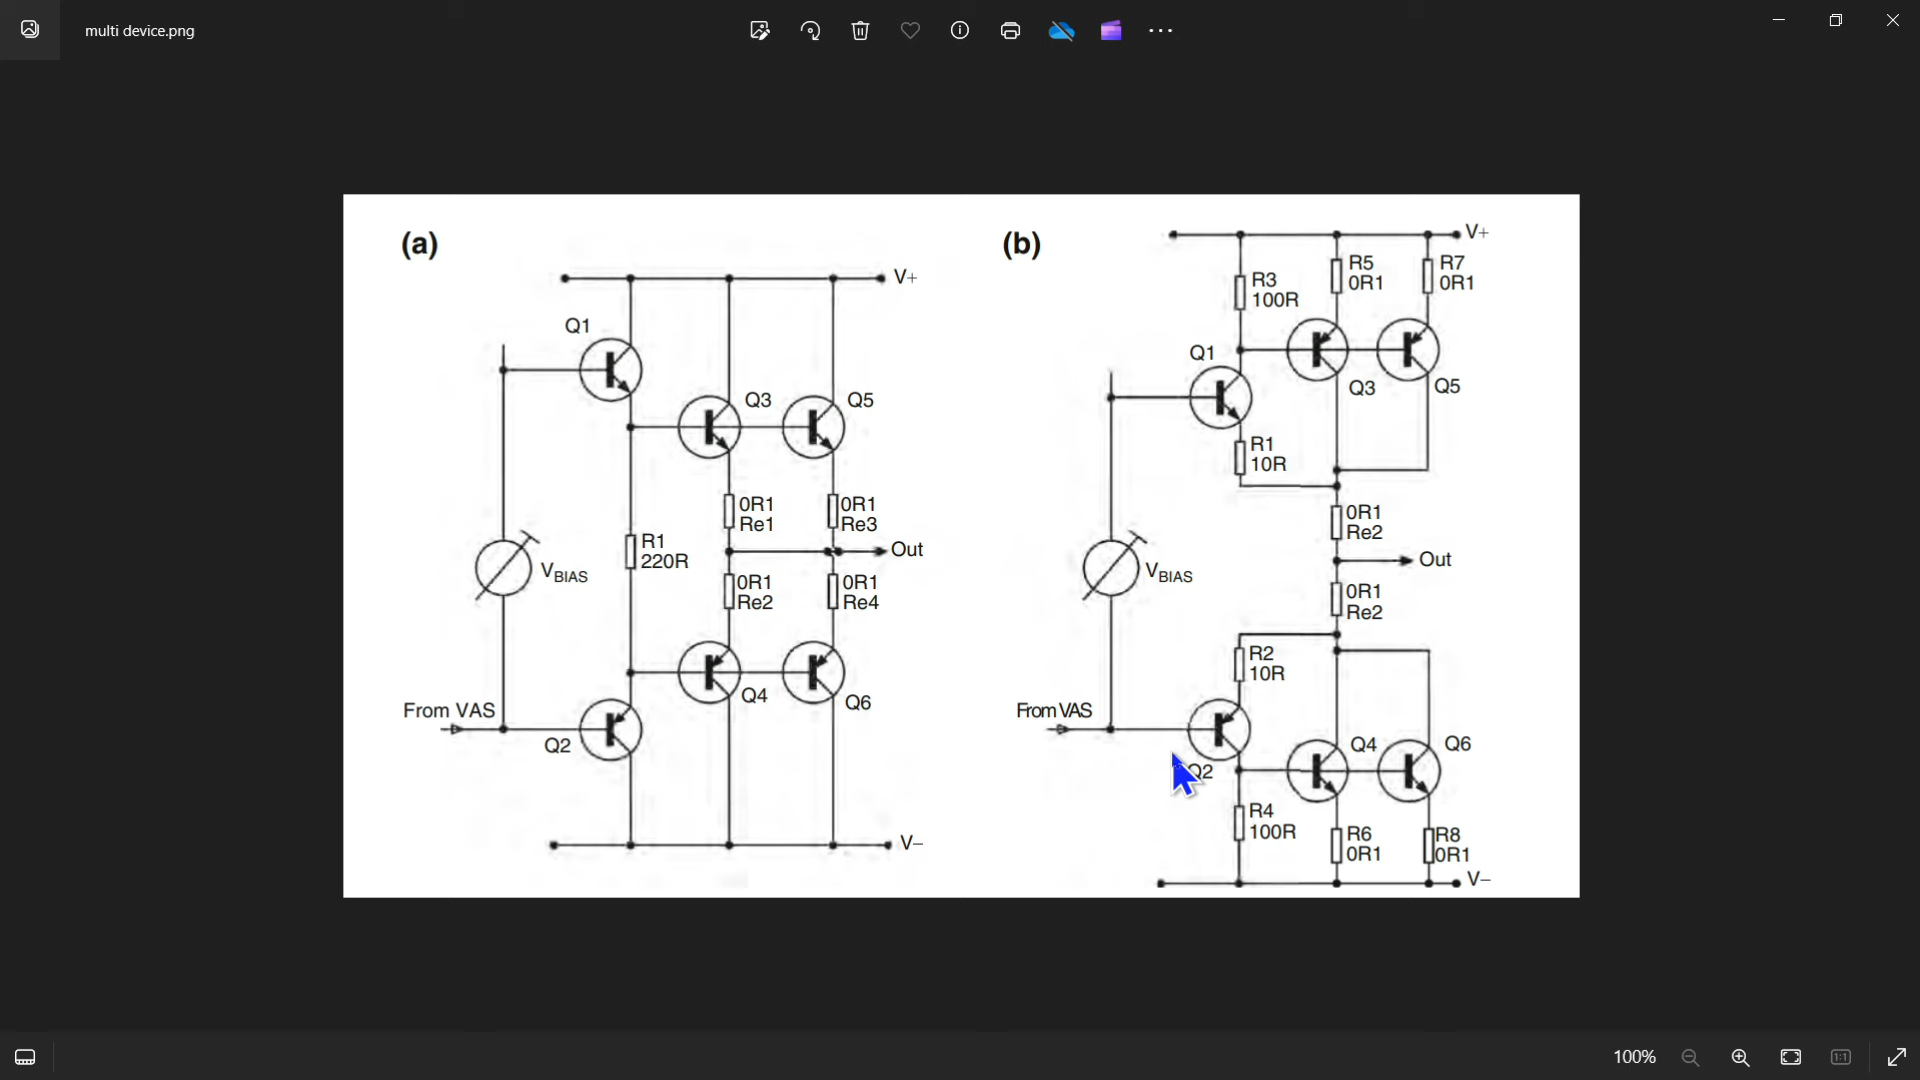 multi device.png
(a)
V+
Q1
Q3
Q5
0R1
Re1
0R1
Re3
R1
220R
Out
VBIAS
0R1
Re2
0R1
Re4
From VAS
Q2
Q4
Q6
V−
(b)
V+
R3
100R
R5
0R1
R7
0R1
Q1
Q3
Q5
R1
10R
0R1
Re2
Out
VBIAS
0R1
Re2
R2
10R
From VAS
Q2
Q4
Q6
R4
100R
R6
0R1
R8
0R1
V−
100%
1:1